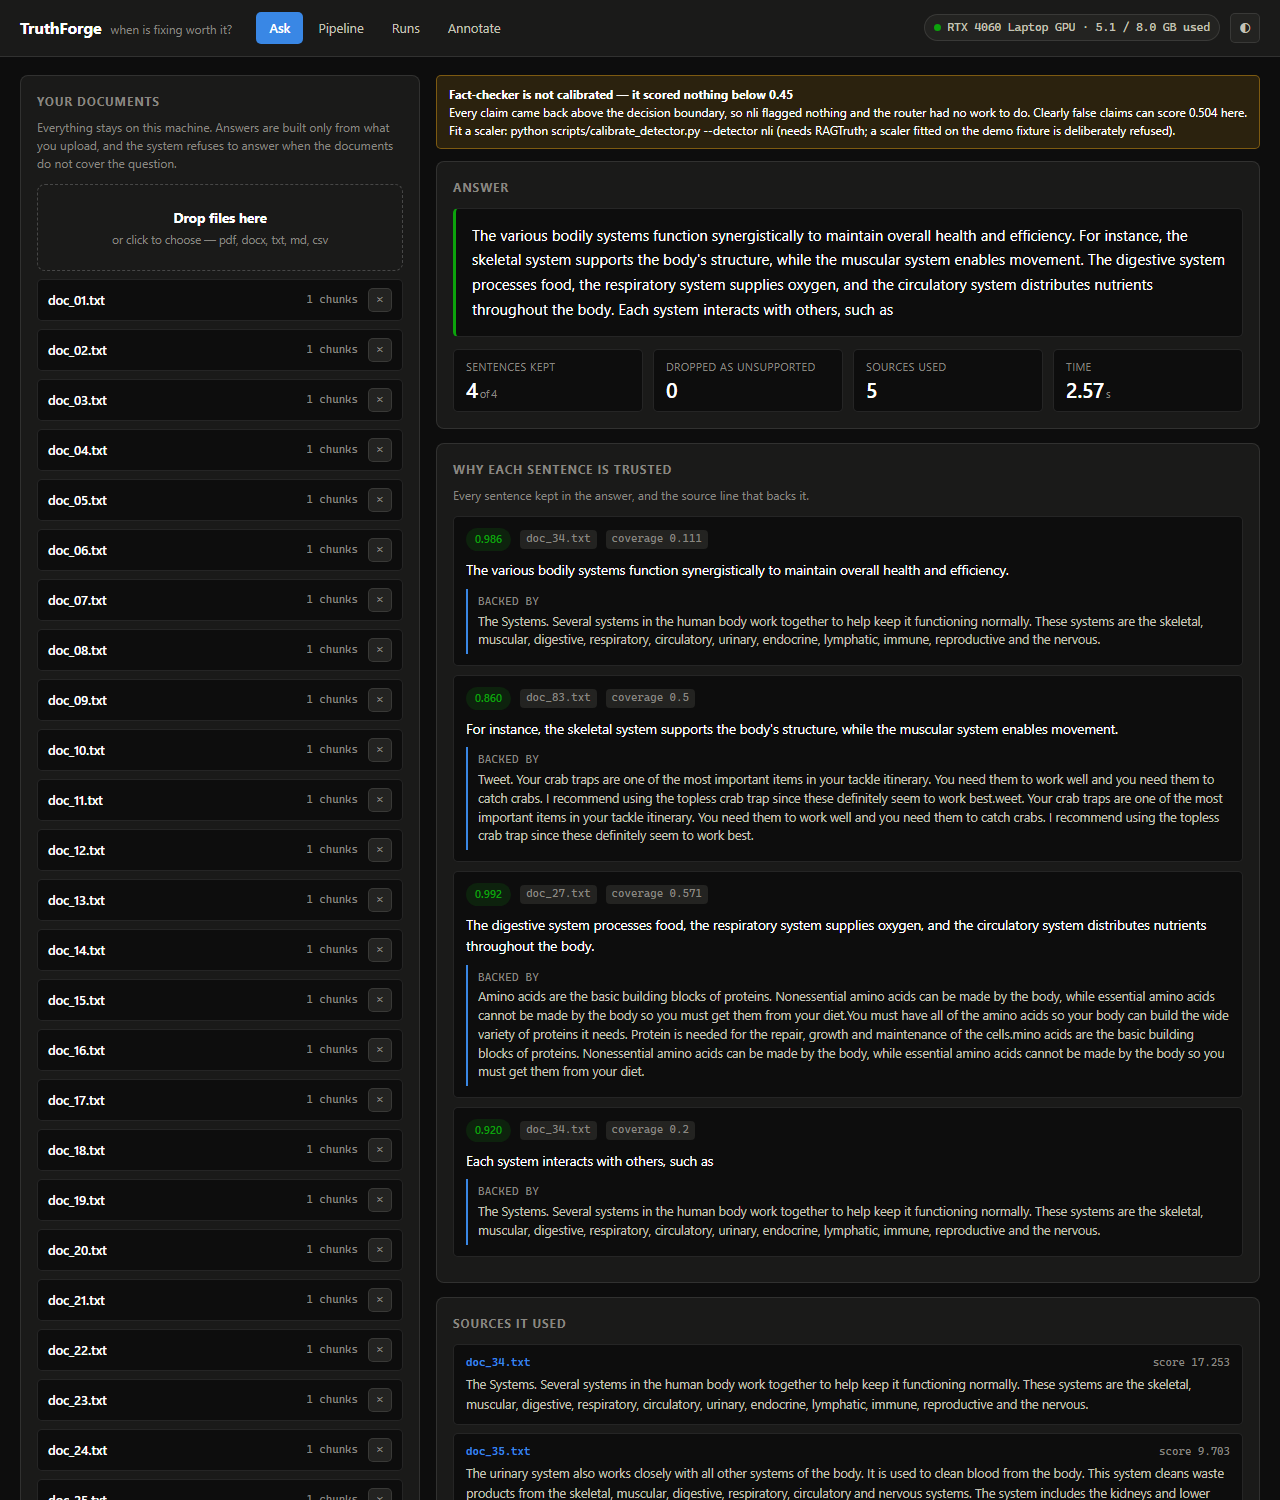 TruthForge when is fixing worth it? Ask Pipeline Runs Annotate RTX 4060 Laptop GPU · 5.1 / 8.0 GB used
YOUR DOCUMENTS
Everything stays on this machine. Answers are built only from what
you upload, and the system refuses to answer when the documents
do not cover the question.
Drop files here
or click to choose — pdf, docx, txt, md, csv
doc_01.txt 1 chunks ×
doc_02.txt 1 chunks ×
doc_03.txt 1 chunks ×
doc_04.txt 1 chunks ×
doc_05.txt 1 chunks ×
doc_06.txt 1 chunks ×
doc_07.txt 1 chunks ×
doc_08.txt 1 chunks ×
doc_09.txt 1 chunks ×
doc_10.txt 1 chunks ×
doc_11.txt 1 chunks ×
doc_12.txt 1 chunks ×
doc_13.txt 1 chunks ×
doc_14.txt 1 chunks ×
doc_15.txt 1 chunks ×
doc_16.txt 1 chunks ×
doc_17.txt 1 chunks ×
doc_18.txt 1 chunks ×
doc_19.txt 1 chunks ×
doc_20.txt 1 chunks ×
doc_21.txt 1 chunks ×
doc_22.txt 1 chunks ×
doc_23.txt 1 chunks ×
doc_24.txt 1 chunks ×
doc_25.txt 1 chunks
Fact-checker is not calibrated — it scored nothing below 0.45
Every claim came back above the decision boundary, so nli flagged nothing and the router had no work to do. Clearly false claims can score 0.504 here.
Fit a scaler: python scripts/calibrate_detector.py --detector nli (needs RAGTruth; a scaler fitted on the demo fixture is deliberately refused).
ANSWER
The various bodily systems function synergistically to maintain overall health and efficiency. For instance, the
skeletal system supports the body's structure, while the muscular system enables movement. The digestive system
processes food, the respiratory system supplies oxygen, and the circulatory system distributes nutrients
throughout the body. Each system interacts with others, such as
SENTENCES KEPT
4 of 4
DROPPED AS UNSUPPORTED
0
SOURCES USED
5
TIME
2.57 s
WHY EACH SENTENCE IS TRUSTED
Every sentence kept in the answer, and the source line that backs it.
0.986 doc_34.txt coverage 0.111
The various bodily systems function synergistically to maintain overall health and efficiency.
BACKED BY
The Systems. Several systems in the human body work together to help keep it functioning normally. These systems are the skeletal,
muscular, digestive, respiratory, circulatory, urinary, endocrine, lymphatic, immune, reproductive and the nervous.
0.860 doc_83.txt coverage 0.5
For instance, the skeletal system supports the body's structure, while the muscular system enables movement.
BACKED BY
Tweet. Your crab traps are one of the most important items in your tackle itinerary. You need them to work well and you need them to
catch crabs. I recommend using the topless crab trap since these definitely seem to work best.weet. Your crab traps are one of the most
important items in your tackle itinerary. You need them to work well and you need them to catch crabs. I recommend using the topless
crab trap since these definitely seem to work best.
0.992 doc_27.txt coverage 0.571
The digestive system processes food, the respiratory system supplies oxygen, and the circulatory system distributes nutrients
throughout the body.
BACKED BY
Amino acids are the basic building blocks of proteins. Nonessential amino acids can be made by the body, while essential amino acids
cannot be made by the body so you must get them from your diet.You must have all of the amino acids so your body can build the wide
variety of proteins it needs. Protein is needed for the repair, growth and maintenance of the cells.mino acids are the basic building
blocks of proteins. Nonessential amino acids can be made by the body, while essential amino acids cannot be made by the body so you
must get them from your diet.
0.920 doc_34.txt coverage 0.2
Each system interacts with others, such as
BACKED BY
The Systems. Several systems in the human body work together to help keep it functioning normally. These systems are the skeletal,
muscular, digestive, respiratory, circulatory, urinary, endocrine, lymphatic, immune, reproductive and the nervous.
SOURCES IT USED
doc_34.txt score 17.253
The Systems. Several systems in the human body work together to help keep it functioning normally. These systems are the skeletal,
muscular, digestive, respiratory, circulatory, urinary, endocrine, lymphatic, immune, reproductive and the nervous.
doc_35.txt score 9.703
The urinary system also works closely with all other systems of the body. It is used to clean blood from the body. This system cleans waste
products from the skeletal, muscular, digestive, respiratory, circulatory and nervous systems. The system includes the kidneys and lower